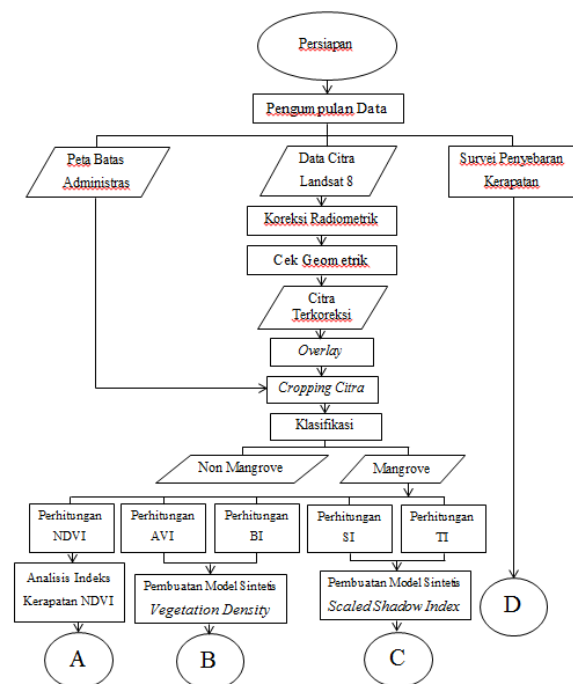 Persiapan
Pengumpulan Data
Peta Batas
Administras
Data Citra
Landsat 8
Survei Penyebaran
Kerapatan
Koreksi Radiometrik
Cek Geometrik
Citra
Terkoreksi
Overlay
Cropping Citra
Klasifikasi
Non Mangrove
Mangrove
Perhitungan
NDVI
Perhitungan
AVI
Perhitungan
BI
Perhitungan
SI
Perhitungan
TI
Analisis Indeks
Kerapatan NDVI
Pembuatan Model Sintetis
Vegetation Density
Pembuatan Model Sintetis
Scaled Shadow Index
D
A
B
C